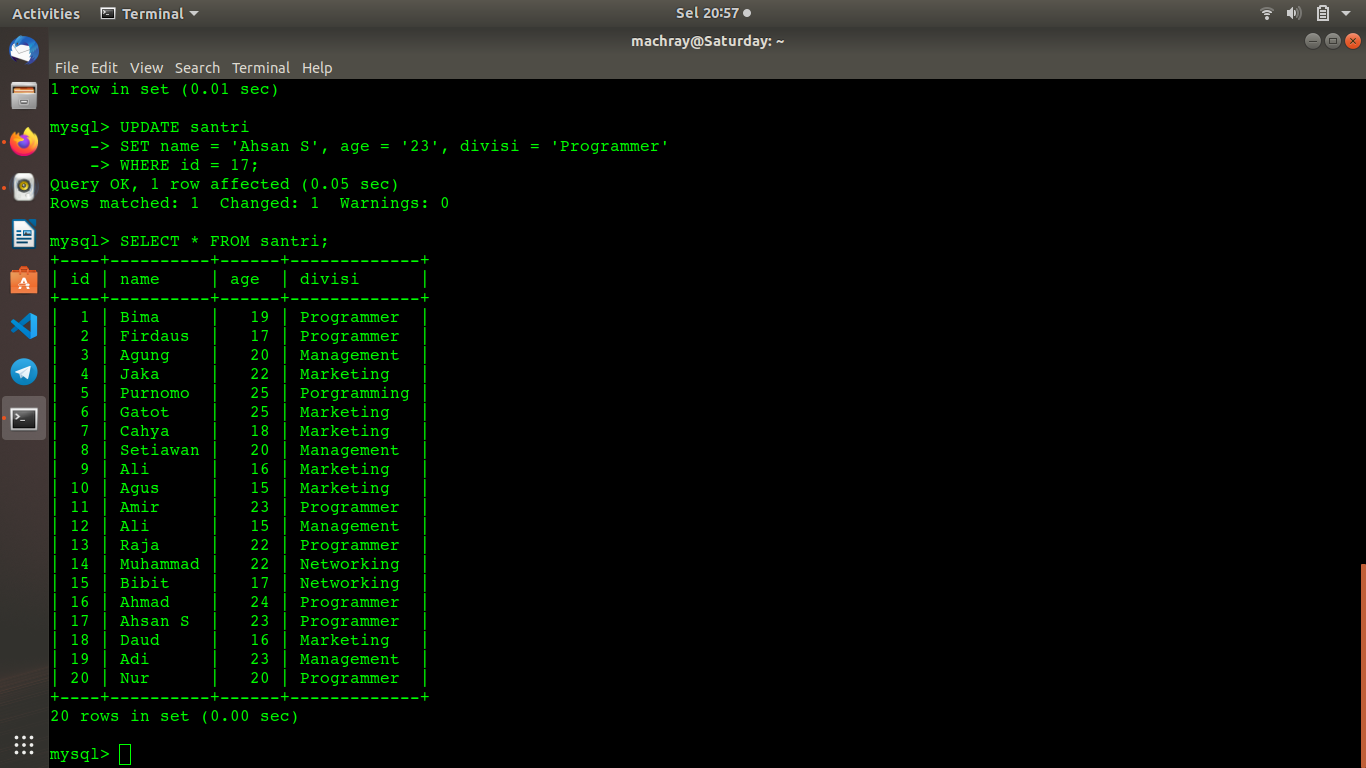 Activities Terminal Sel 20:57
machray@Saturday: ~
File Edit View Search Terminal Help
1 row in set (0.01 sec)
mysql> UPDATE santri
    -> SET name = 'Ahsan S', age = '23', divisi = 'Programmer'
    -> WHERE id = 17;
Query OK, 1 row affected (0.05 sec)
Rows matched: 1  Changed: 1  Warnings: 0
mysql> SELECT * FROM santri;
+----+----------+------+-------------+
| id | name     | age  | divisi      |
+----+----------+------+-------------+
|  1 | Bima     |   19 | Programmer  |
|  2 | Firdaus  |   17 | Programmer  |
|  3 | Agung    |   20 | Management  |
|  4 | Jaka     |   22 | Marketing   |
|  5 | Purnomo  |   25 | Porgramming |
|  6 | Gatot    |   25 | Marketing   |
|  7 | Cahya    |   18 | Marketing   |
|  8 | Setiawan |   20 | Management  |
|  9 | Ali      |   16 | Marketing   |
| 10 | Agus     |   15 | Marketing   |
| 11 | Amir     |   23 | Programmer  |
| 12 | Ali      |   15 | Management  |
| 13 | Raja     |   22 | Programmer  |
| 14 | Muhammad |   22 | Networking  |
| 15 | Bibit    |   17 | Networking  |
| 16 | Ahmad    |   24 | Programmer  |
| 17 | Ahsan S  |   23 | Programmer  |
| 18 | Daud     |   16 | Marketing   |
| 19 | Adi      |   23 | Management  |
| 20 | Nur      |   20 | Programmer  |
+----+----------+------+-------------+
20 rows in set (0.00 sec)
mysql>